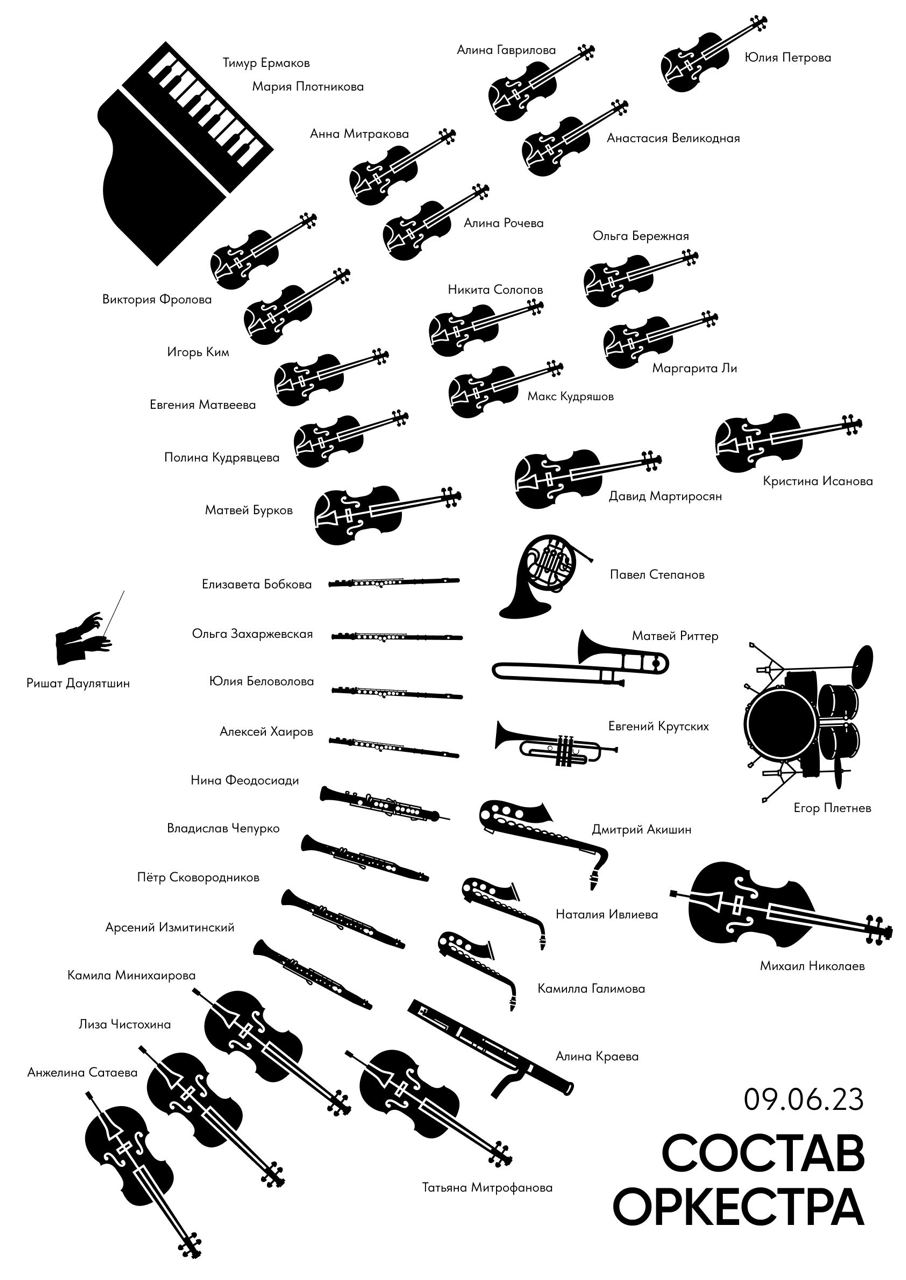 Тимур Ермаков
Мария Плотникова
Алина Гаврилова
Юлия Петрова
Анна Митракова
Анастасия Великодная
Алина Рочева
Ольга Бережная
Виктория Фролова
Никита Солопов
Игорь Ким
Маргарита Ли
Евгения Матвеева
Макс Кудряшов
Полина Кудрявцева
Кристина Исанова
Давид Мартиросян
Матвей Бурков
Павел Степанов
Елизавета Бобкова
Ольга Захаржевская
Матвей Риттер
Ришат Даулятшин
Юлия Беловолова
Евгений Крутских
Алексей Хаиров
Нина Феодосиади
Егор Плетнев
Владислав Чепурко
Дмитрий Акишин
Пётр Сковородников
Наталия Ивлиева
Арсений Измитинский
Михаил Николаев
Камила Минихаирова
Камилла Галимова
Лиза Чистохина
Алина Краева
Анжелина Сатаева
Татьяна Митрофанова
09.06.23
СОСТАВ
ОРКЕСТРА